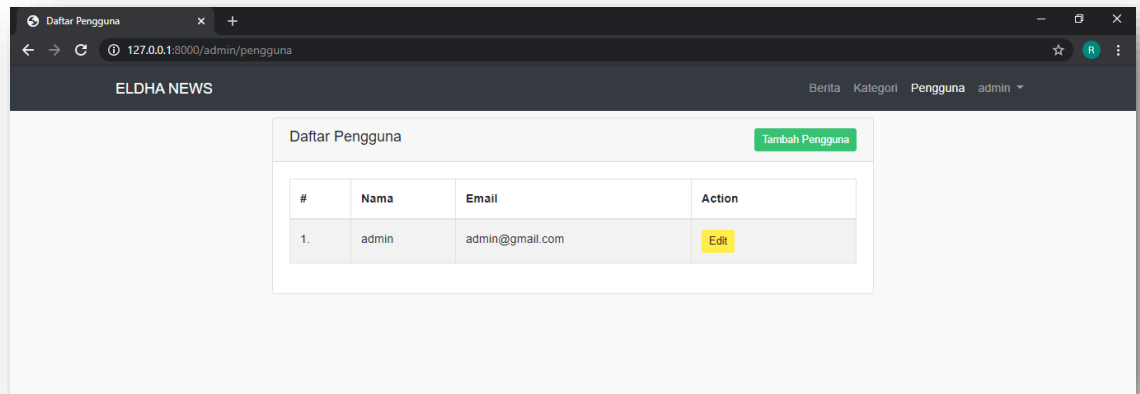 Daftar Pengguna
127.0.0.1:8000/admin/pengguna
R
ELDHA NEWS
Berita Kategori Pengguna admin
Daftar Pengguna
Tambah Pengguna
# Nama Email Action
1. admin admin@gmail.com Edit